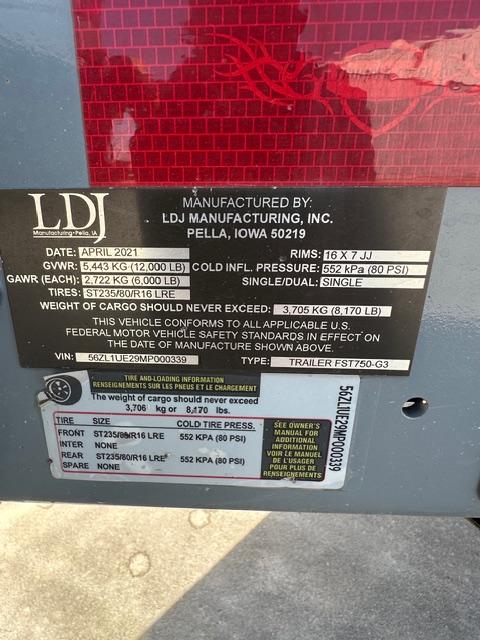 LDJ
Manufacturing • Pella, IA
MANUFACTURED BY:
LDJ MANUFACTURING, INC.
PELLA, IOWA 50219
DATE: APRIL 2021
RIMS: 16 X 7 JJ
GVWR: 5,443 KG (12,000 LB)
COLD INFL. PRESSURE: 552 kPa (80 PSI)
GAWR (EACH): 2,722 KG (6,000 LB)
SINGLE/DUAL: SINGLE
TIRES: ST235/80/R16 LRE
WEIGHT OF CARGO SHOULD NEVER EXCEED: 3,705 KG (8,170 LB)
THIS VEHICLE CONFORMS TO ALL APPLICABLE U.S.
FEDERAL MOTOR VEHICLE SAFETY STANDARDS IN EFFECT ON
THE DATE OF MANUFACTURE SHOWN ABOVE.
VIN: 56ZL1UE29MP000339
TYPE: TRAILER FST750-G3
TIRE AND-LOADING INFORMATION
RENSEIGNEMENTS SUR LES PNEUS ET LE CHARGEMENT
The weight of cargo should never exceed
3,706 kg or 8,170 lbs.
TIRE SIZE COLD TIRE PRESS.
FRONT ST235/80/R16 LRE 552 KPA (80 PSI)
INTER NONE
REAR ST235/80/R16 LRE 552 KPA (80 PSI)
SPARE NONE
SEE OWNER'S
MANUAL FOR
ADDITIONAL
INFORMATION
VOIR LE MANUEL
DE L'USAGER
POUR PLUS DE
RENSEIGNEMENTS
56ZL1UE29MP000339